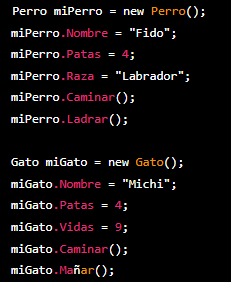 Perro miPerro = new Perro();
miPerro.Nombre = "Fido";
miPerro.Patas = 4;
miPerro.Raza = "Labrador";
miPerro.Caminar();
miPerro.Ladrar();
Gato miGato = new Gato();
miGato.Nombre = "Michi";
miGato.Patas = 4;
miGato.Vidas = 9;
miGato.Caminar();
miGato.Mañar();